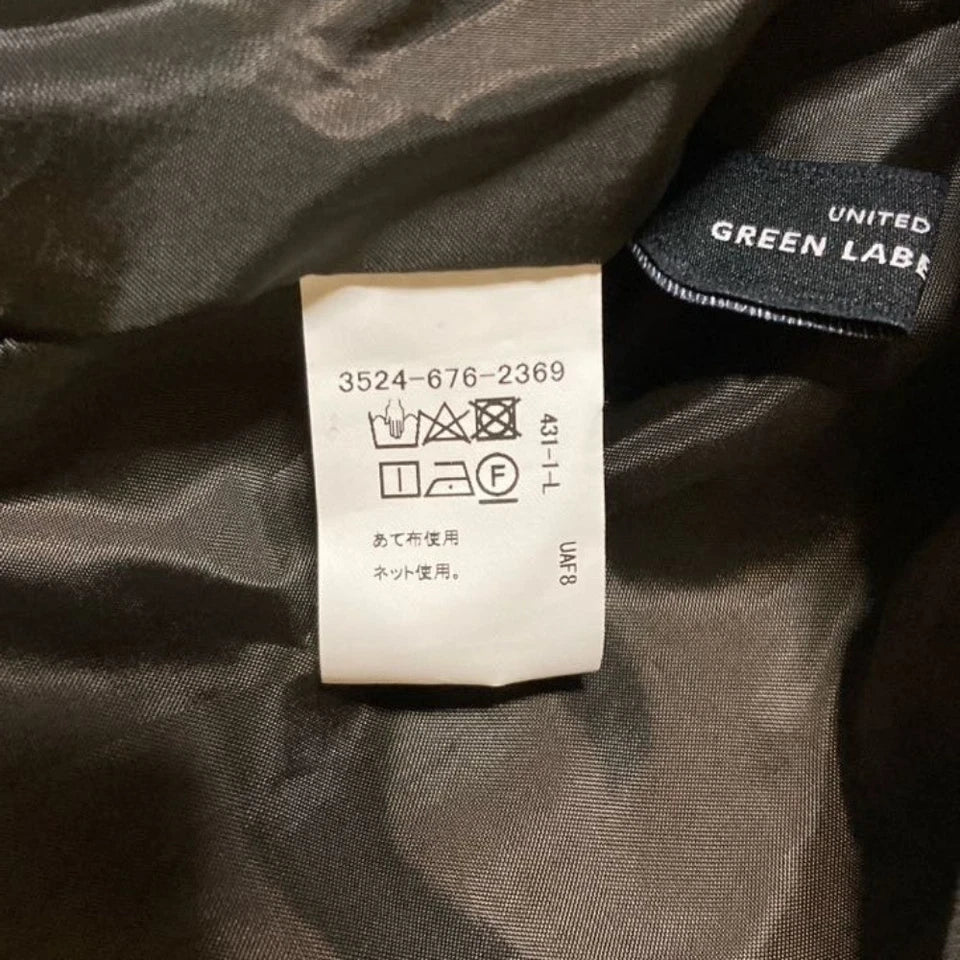 UNITED
GREEN LABE
3524-676-2369
431-1-L
F
あて布使用
ネット使用。
UAF8